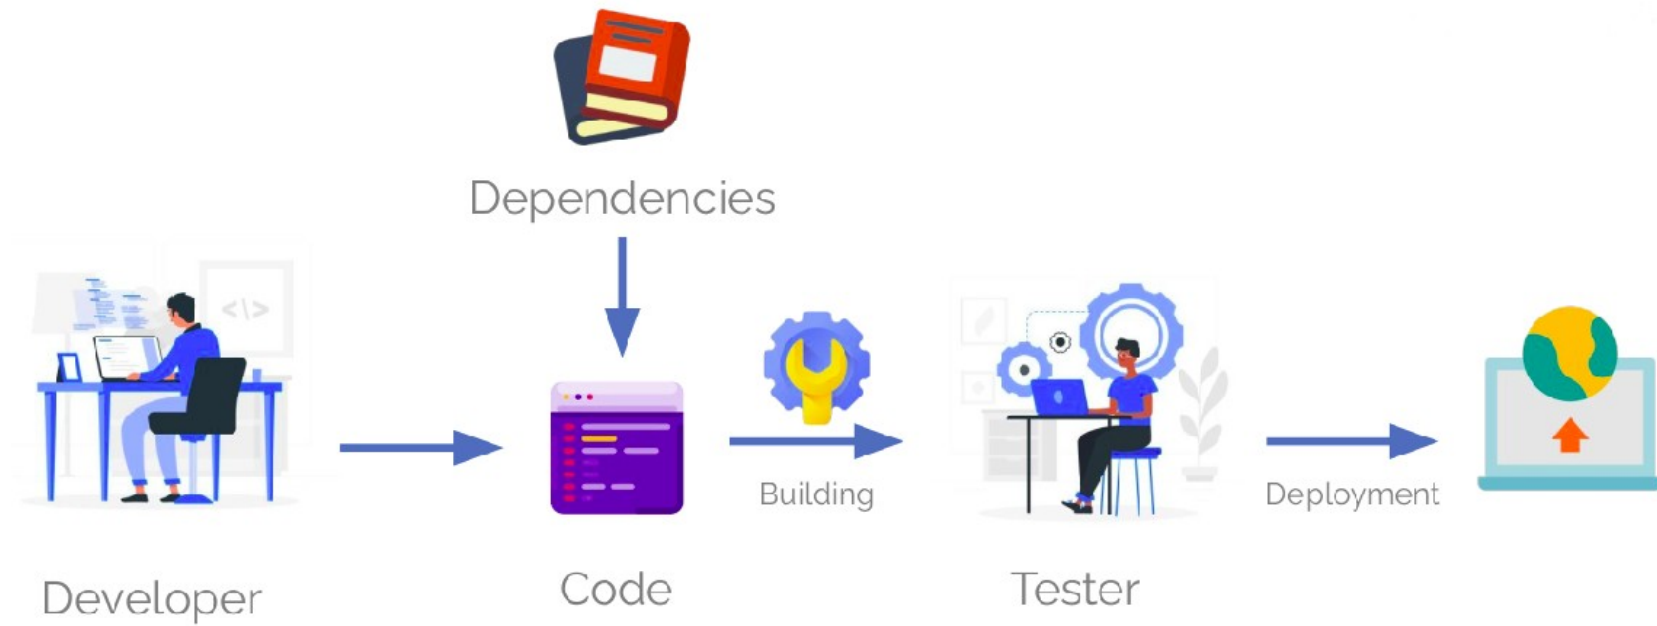 Dependencies
Building
Deployment
Developer
Code
Tester